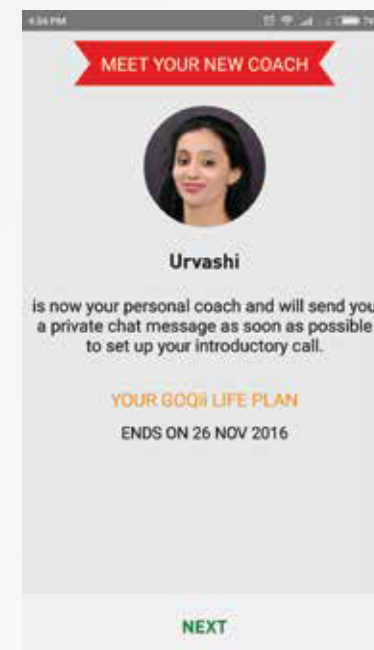 4:34 PM
MEET YOUR NEW COACH
Urvashi
is now your personal coach and will send you
a private chat message as soon as possible
to set up your introductory call.
YOUR GOQii LIFE PLAN
ENDS ON 26 NOV 2016
NEXT